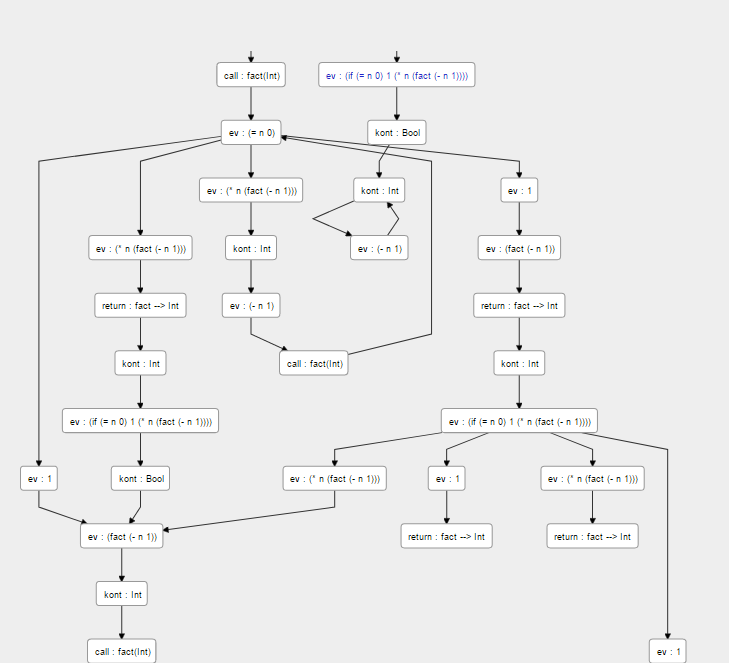 call : fact(Int)
ev : (if (= n 0) 1 (* n (fact (- n 1))))
ev : (= n 0)
kont : Bool
ev : (* n (fact (- n 1)))
kont : Int
ev : 1
ev : (* n (fact (- n 1)))
kont : Int
ev : (- n 1)
ev : (fact (- n 1))
return : fact --> Int
ev : (- n 1)
return : fact --> Int
kont : Int
call : fact(Int)
kont : Int
ev : (if (= n 0) 1 (* n (fact (- n 1))))
ev : (if (= n 0) 1 (* n (fact (- n 1))))
ev : 1
kont : Bool
ev : (* n (fact (- n 1)))
ev : 1
ev : (* n (fact (- n 1)))
ev : (fact (- n 1))
return : fact --> Int
return : fact --> Int
kont : Int
call : fact(Int)
ev : 1